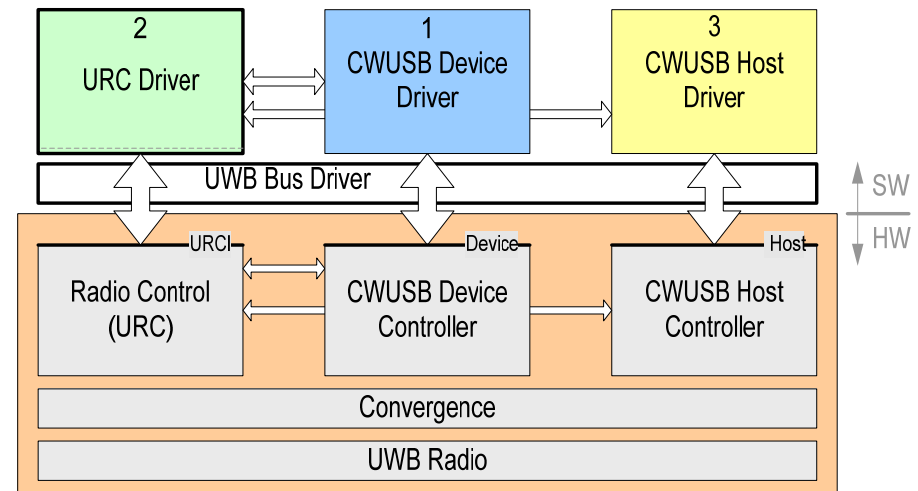 2
URC Driver
1
CWUSB Device
Driver
3
CWUSB Host
Driver
UWB Bus Driver
SW
HW
URCI
Radio Control
(URC)
Device
CWUSB Device
Controller
Host
CWUSB Host
Controller
Convergence
UWB Radio